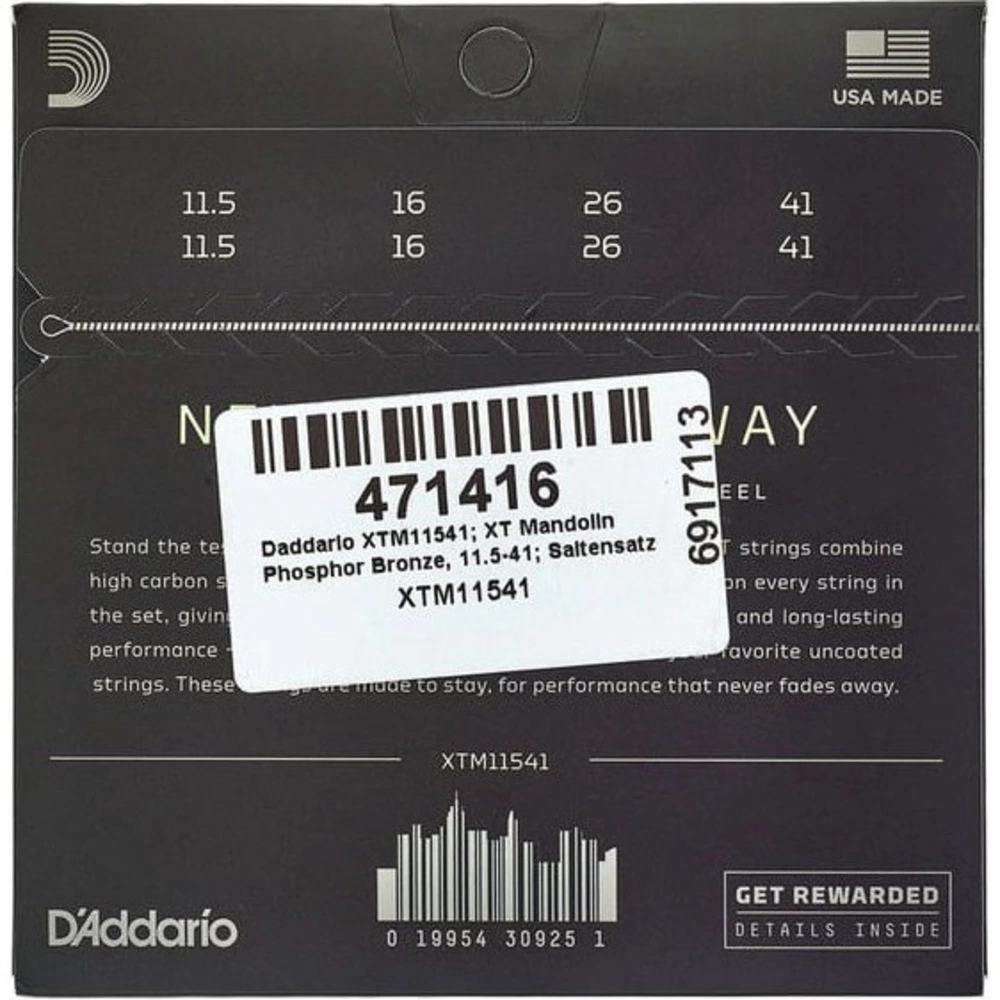 USA MADE
11.5 16 26 41
11.5 16 26 41
WAY
471416
6917113
Daddario XTM11541; XT Mandolin
Phosphor Bronze, 11.5-41; Saitensatz
XTM11541
Stand the strings combine
high carbon every string in
the set, and long-lasting
performance favorite uncoated
strings. These are made to stay, for performance that never fades away.
XTM11541
D'Addario
0 19954 30925 1
GET REWARDED
DETAILS INSIDE